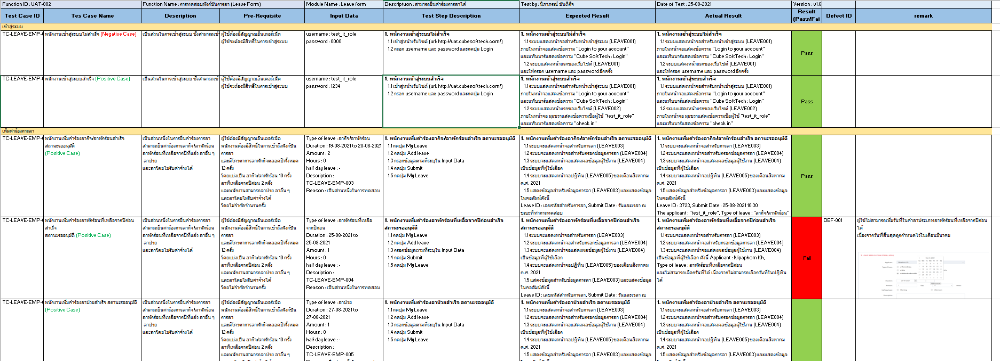 Function ID : UAT-002
Function Name : การทดสอบฟังก์ชันการลา (Leave Form)
Module Name : Leave form
Descriptuon : สามารถยื่นคำร้องการลาได้
Test by : นิภาภรณ์ ขันติกิจ
Date of Test : 25-08-2021
Version : v1.6
Test Case ID
Tes Case Name
Description
Pre-Requisite
Input Data
Test Step Description
Expected Result
Actual Result
Result
(Pass/Fai
Defect ID
remark
เข้าสู่ระบบ
TC-LEAVE-EMP-
พนักงานเข้าสู่ระบบไม่สำเร็จ (Negative Case)
เป็นส่วนในการเข้าสู่ระบบ ซึ่งสามารถเข้
ผู้ใช้ต้องมีสัญญาณอินเตอร์เน็ต
ผู้ใช้จะต้องมีสิทธิ์ในการเข้าสู่ระบบ
username : test_it_role
password : 0000
1. พนักงานเข้าสู่ระบบไม่สำเร็จ
1.1 เข้าสู่หน้าเว็บไซต์ (url: http://uat.cubesofttech.com/)
1.2 กรอก username และ password และกดปุ่ม Login
1. พนักงานเข้าสู่ระบบไม่สำเร็จ
1.1 ระบบแสดงหน้าจอสำหรับหน้าเข้าสู่ระบบ (LEAVE001)
ภายในหน้าจอแสดงข้อความ "Login to your account"
และแท็บบาร์แสดงข้อความ "Cube SoftTech : Login"
1.2 ระบบแสดงหน้าแรกของเว็บไซต์ (LEAVE001)
และให้กรอก username และ password อีกครั้ง
1. พนักงานเข้าสู่ระบบไม่สำเร็จ
1.1 ระบบแสดงหน้าจอสำหรับหน้าเข้าสู่ระบบ (LEAVE001)
ภายในหน้าจอแสดงข้อความ "Login to your account"
และแท็บบาร์แสดงข้อความ "Cube SoftTech : Login"
1.2 ระบบแสดงหน้าแรกของเว็บไซต์ (LEAVE001)
และให้กรอก username และ password อีกครั้ง
Pass
TC-LEAVE-EMP-
พนักงานเข้าสู่ระบบสำเร็จ (Positive Case)
เป็นส่วนในการเข้าสู่ระบบ ซึ่งสามารถเข้
ผู้ใช้ต้องมีสัญญาณอินเตอร์เน็ต
ผู้ใช้จะต้องมีสิทธิ์ในการเข้าสู่ระบบ
username : test_it_role
password : 1234
1. พนักงานเข้าสู่ระบบสำเร็จ
1.1 เข้าสู่หน้าเว็บไซต์ (url: http://uat.cubesofttech.com/)
1.2 กรอก username และ password และกดปุ่ม Login
1. พนักงานเข้าสู่ระบบสำเร็จ
1.1 ระบบแสดงหน้าจอสำหรับหน้าเข้าสู่ระบบ (LEAVE001)
ภายในหน้าจอแสดงข้อความ "Login to your account"
และแท็บบาร์แสดงข้อความ "Cube SoftTech : Login"
1.2 ระบบแสดงหน้าแรกของเว็บไซต์ (LEAVE002)
ภายในหน้าจอ มุมขวาแสดงข้อความชื่อผู้ใช้ "test_it_role"
และแท็บบาร์แสดงข้อความ "check in"
1. พนักงานเข้าสู่ระบบสำเร็จ
1.1 ระบบแสดงหน้าจอสำหรับหน้าเข้าสู่ระบบ (LEAVE001)
ภายในหน้าจอแสดงข้อความ "Login to your account"
และแท็บบาร์แสดงข้อความ "Cube SoftTech : Login"
1.2 ระบบแสดงหน้าแรกของเว็บไซต์ (LEAVE002)
ภายในหน้าจอ มุมขวาแสดงข้อความชื่อผู้ใช้ "test_it_role"
และแท็บบาร์แสดงข้อความ "check in"
Pass
เพิ่มคำร้องการลา
TC-LEAVE-EMP-
พนักงานเพิ่มคำร้องลากิจ/ลาพักร้อนสำเร็จ
สถานะรออนุมัติ
(Positive Case)
เป็นส่วนหนึ่งในการยื่นคำร้องการลา
สามารถยื่นคำร้องการลากิจ/ลาพักร้อน
ลาพักร้อนที่เหลือจากปีที่แล้ว ลาอื่น ๆ
ลาป่วย
และลาโดยไม่รับค่าจ้างได้
ผู้ใช้ต้องมีสัญญาณอินเตอร์เน็ต
พนักงานต้องมีสิทธิ์ในการเข้าถึงฟังก์ชัน
การลา
และมีโควตาการลาพักกิจตลอดปีทั้งหมด
12 ครั้ง
โดยแบ่งเป็น ลากิจ/ลาพักร้อน 10 ครั้ง
ลาที่เหลือจากปีก่อน 2 ครั้ง
และพนักงานสามารถลาป่วย ลาอื่น ๆ
และลาโดยไม่รับค่าจ้างได้
โดยไม่จำกัดจำนวนครั้ง
Type of leave : ลากิจ/ลาพักร้อน
Duration : 19-08-2021 to 20-08-2021
Amount : 2
Hours : 0
half day leave : -
Description :
TC-LEAVE-EMP-003
Reason : เป็นส่วนหนึ่งในการทดสอบ
1. พนักงานเพิ่มคำร้องลากิจ/ลาพักร้อนสำเร็จ สถานะรออนุมัติ
1.1 กดปุ่ม My Leave
1.2 กดปุ่ม Add leave
1.3 กรอกข้อมูลตามที่ระบุใน Input Data
1.4 กดปุ่ม Submit
1.5 กดปุ่ม My Leave
1. พนักงานเพิ่มคำร้องลากิจ/ลาพักร้อนสำเร็จ สถานะรออนุมัติ
1.1 ระบบจะแสดงหน้าจอสำหรับการลา (LEAVE003)
1.2 ระบบจะแสดงหน้าจอสำหรับกรอกข้อมูลการลา (LEAVE004)
1.3 ระบบจะแสดงหน้าจอแสดงผลข้อมูลผู้ใช้งาน (LEAVE004)
เป็นข้อมูลที่ผู้ใช้เลือก
1.4 ระบบจะแสดงหน้าจอปฏิทิน (LEAVE005) ของเดือนสิงหาคม
ค.ศ. 2021
1.5 แสดงข้อมูลสำหรับข้อมูลการลา (LEAVE003) และแสดงข้อมูล
ในคอลัมน์ดังนี้
Leave ID : เลขรหัสสำหรับการลา, Submit Date : วันและเวลา ณ
ขณะที่ทำการทดสอบ
1. พนักงานเพิ่มคำร้องลากิจ/ลาพักร้อนสำเร็จ สถานะรออนุมัติ
1.1 ระบบจะแสดงหน้าจอสำหรับการลา (LEAVE003)
1.2 ระบบจะแสดงหน้าจอสำหรับกรอกข้อมูลการลา (LEAVE004)
1.3 ระบบจะแสดงหน้าจอแสดงผลข้อมูลผู้ใช้งาน (LEAVE004)
เป็นข้อมูลที่ผู้ใช้เลือก
1.4 ระบบจะแสดงหน้าจอปฏิทิน (LEAVE005) ของเดือนสิงหาคม
ค.ศ. 2021
1.5 แสดงข้อมูลสำหรับข้อมูลการลา (LEAVE003) และแสดงข้อมูล
ในคอลัมน์ดังนี้
Leave ID : 3723, Submit Date : 25-08-2021 10:30
The applicant : "test_it_role", Type of leave : "ลากิจ/ลาพักร้อน"
Pass
TC-LEAVE-EMP-
พนักงานเพิ่มคำร้องลาพักร้อนที่เหลือจากปีก่อน
สำเร็จ
สถานะรออนุมัติ (Positive Case)
เป็นส่วนหนึ่งในการยื่นคำร้องการลา
สามารถยื่นคำร้องการลากิจ/ลาพักร้อน
ลาพักร้อนที่เหลือจากปีที่แล้ว ลาอื่น ๆ
ลาป่วย
และลาโดยไม่รับค่าจ้างได้
ผู้ใช้ต้องมีสัญญาณอินเตอร์เน็ต
พนักงานต้องมีสิทธิ์ในการเข้าถึงฟังก์ชัน
การลา
และมีโควตาการลาพักกิจตลอดปีทั้งหมด
12 ครั้ง
โดยแบ่งเป็น ลากิจ/ลาพักร้อน 10 ครั้ง
ลาที่เหลือจากปีก่อน 2 ครั้ง
และพนักงานสามารถลาป่วย ลาอื่น ๆ
และลาโดยไม่รับค่าจ้างได้
โดยไม่จำกัดจำนวนครั้ง
Type of leave : ลาพักร้อนที่เหลือ
จากปีก่อน
Duration : 25-08-2021 to
25-08-2021
Amount : 1
Hours : 0
half day leave : -
Description :
TC-LEAVE-EMP-004
Reason : เป็นส่วนหนึ่งในการทดสอบ
1. พนักงานเพิ่มคำร้องลาพักร้อนที่เหลือจากปีก่อนสำเร็จ
สถานะรออนุมัติ
1.1 กดปุ่ม My Leave
1.2 กดปุ่ม Add leave
1.3 กรอกข้อมูลตามที่ระบุใน Input Data
1.4 กดปุ่ม Submit
1.5 กดปุ่ม My Leave
1. พนักงานเพิ่มคำร้องลาพักร้อนที่เหลือจากปีก่อนสำเร็จ
สถานะรออนุมัติ
1.1 ระบบจะแสดงหน้าจอสำหรับการลา (LEAVE003)
1.2 ระบบจะแสดงหน้าจอสำหรับกรอกข้อมูลการลา (LEAVE004)
1.3 ระบบจะแสดงหน้าจอแสดงผลข้อมูลผู้ใช้งาน (LEAVE004)
เป็นข้อมูลที่ผู้ใช้เลือก
1.4 ระบบจะแสดงหน้าจอปฏิทิน (LEAVE005) ของเดือนสิงหาคม
ค.ศ. 2021
1.5 แสดงข้อมูลสำหรับข้อมูลการลา (LEAVE003) และแสดงข้อมูล
ในคอลัมน์ดังนี้
Leave ID : เลขรหัสสำหรับการลา, Submit Date : วันและเวลา ณ
1. พนักงานเพิ่มคำร้องลาพักร้อนที่เหลือจากปีก่อนสำเร็จ
สถานะรออนุมัติ
1.1 ระบบจะแสดงหน้าจอสำหรับการลา (LEAVE003)
1.2 ระบบจะแสดงหน้าจอสำหรับกรอกข้อมูลการลา (LEAVE004)
1.3 ระบบจะแสดงหน้าจอแสดงผลข้อมูลผู้ใช้งาน (LEAVE004)
เป็นข้อมูลที่ผู้ใช้เลือก ดังนี้ Applicant : Nipaphorn Kh,
Type of leave : ลาพักร้อนที่เหลือจากปีก่อน
และไม่สามารถเลือกวันที่ได้ เนื่องจากไม่สามารถเลือกวันที่ในปฏิทิน
ได้
Fail
DEF-001
ผู้ใช้ไม่สามารถเพิ่มวันที่ในคำลาประเภทลาพักร้อนที่เหลือจากปีก่อน
ได้
เนื่องจากวันที่สิ้นสุดถูกกำหนดไว้ในเดือนมีนาคม
TC-LEAVE-EMP-
พนักงานเพิ่มคำร้องลาป่วยสำเร็จ สถานะรออนุมัติ
(Positive Case)
เป็นส่วนหนึ่งในการยื่นคำร้องการลา
สามารถยื่นคำร้องการลากิจ/ลาพักร้อน
ลาพักร้อนที่เหลือจากปีที่แล้ว ลาอื่น ๆ
ลาป่วย
และลาโดยไม่รับค่าจ้างได้
ผู้ใช้ต้องมีสัญญาณอินเตอร์เน็ต
พนักงานต้องมีสิทธิ์ในการเข้าถึงฟังก์ชัน
การลา
และมีโควตาการลาพักกิจตลอดปีทั้งหมด
12 ครั้ง
โดยแบ่งเป็น ลากิจ/ลาพักร้อน 10 ครั้ง
ลาที่เหลือจากปีก่อน 2 ครั้ง
และพนักงานสามารถลาป่วย ลาอื่น ๆ
Type of leave : ลาป่วย
Duration : 27-08-2021 to
27-08-2021
Amount : 1
Hours : 0
half day leave : -
Description :
TC-LEAVE-EMP-005
1. พนักงานเพิ่มคำร้องลาป่วยสำเร็จ สถานะรออนุมัติ
1.1 กดปุ่ม My Leave
1.2 กดปุ่ม Add leave
1.3 กรอกข้อมูลตามที่ระบุใน Input Data
1.4 กดปุ่ม Submit
1.5 กดปุ่ม My Leave
1. พนักงานเพิ่มคำร้องลาป่วยสำเร็จ สถานะรออนุมัติ
1.1 ระบบจะแสดงหน้าจอสำหรับการลา (LEAVE003)
1.2 ระบบจะแสดงหน้าจอสำหรับกรอกข้อมูลการลา (LEAVE004)
1.3 ระบบจะแสดงหน้าจอแสดงผลข้อมูลผู้ใช้งาน (LEAVE004)
เป็นข้อมูลที่ผู้ใช้เลือก
1.4 ระบบจะแสดงหน้าจอปฏิทิน (LEAVE005) ของเดือนสิงหาคม
ค.ศ. 2021
1.5 แสดงข้อมูลสำหรับข้อมูลการลา (LEAVE003) และแสดงข้อมูล
1. พนักงานเพิ่มคำร้องลาป่วยสำเร็จ สถานะรออนุมัติ
1.1 ระบบจะแสดงหน้าจอสำหรับการลา (LEAVE003)
1.2 ระบบจะแสดงหน้าจอสำหรับกรอกข้อมูลการลา (LEAVE004)
1.3 ระบบจะแสดงหน้าจอแสดงผลข้อมูลผู้ใช้งาน (LEAVE004)
เป็นข้อมูลที่ผู้ใช้เลือก
1.4 ระบบจะแสดงหน้าจอปฏิทิน (LEAVE005) ของเดือนสิงหาคม
ค.ศ. 2021
1.5 แสดงข้อมูลสำหรับข้อมูลการลา (LEAVE003) และแสดงข้อมูล